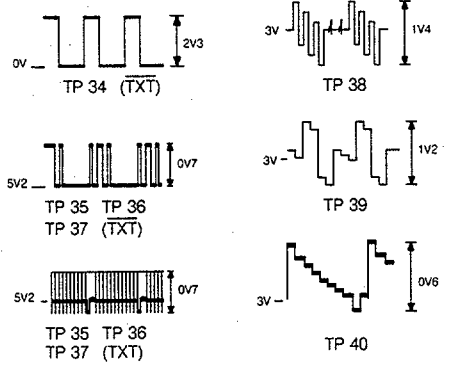 2V3
0V
TP 34 (TXT)
0V7
5V2
TP 35 TP 36
TP 37 (TXT)
0V7
5V2
TP 35 TP 36
TP 37 (TXT)
3V
1V4
TP 38
3V
1V2
TP 39
0V6
3V
TP 40